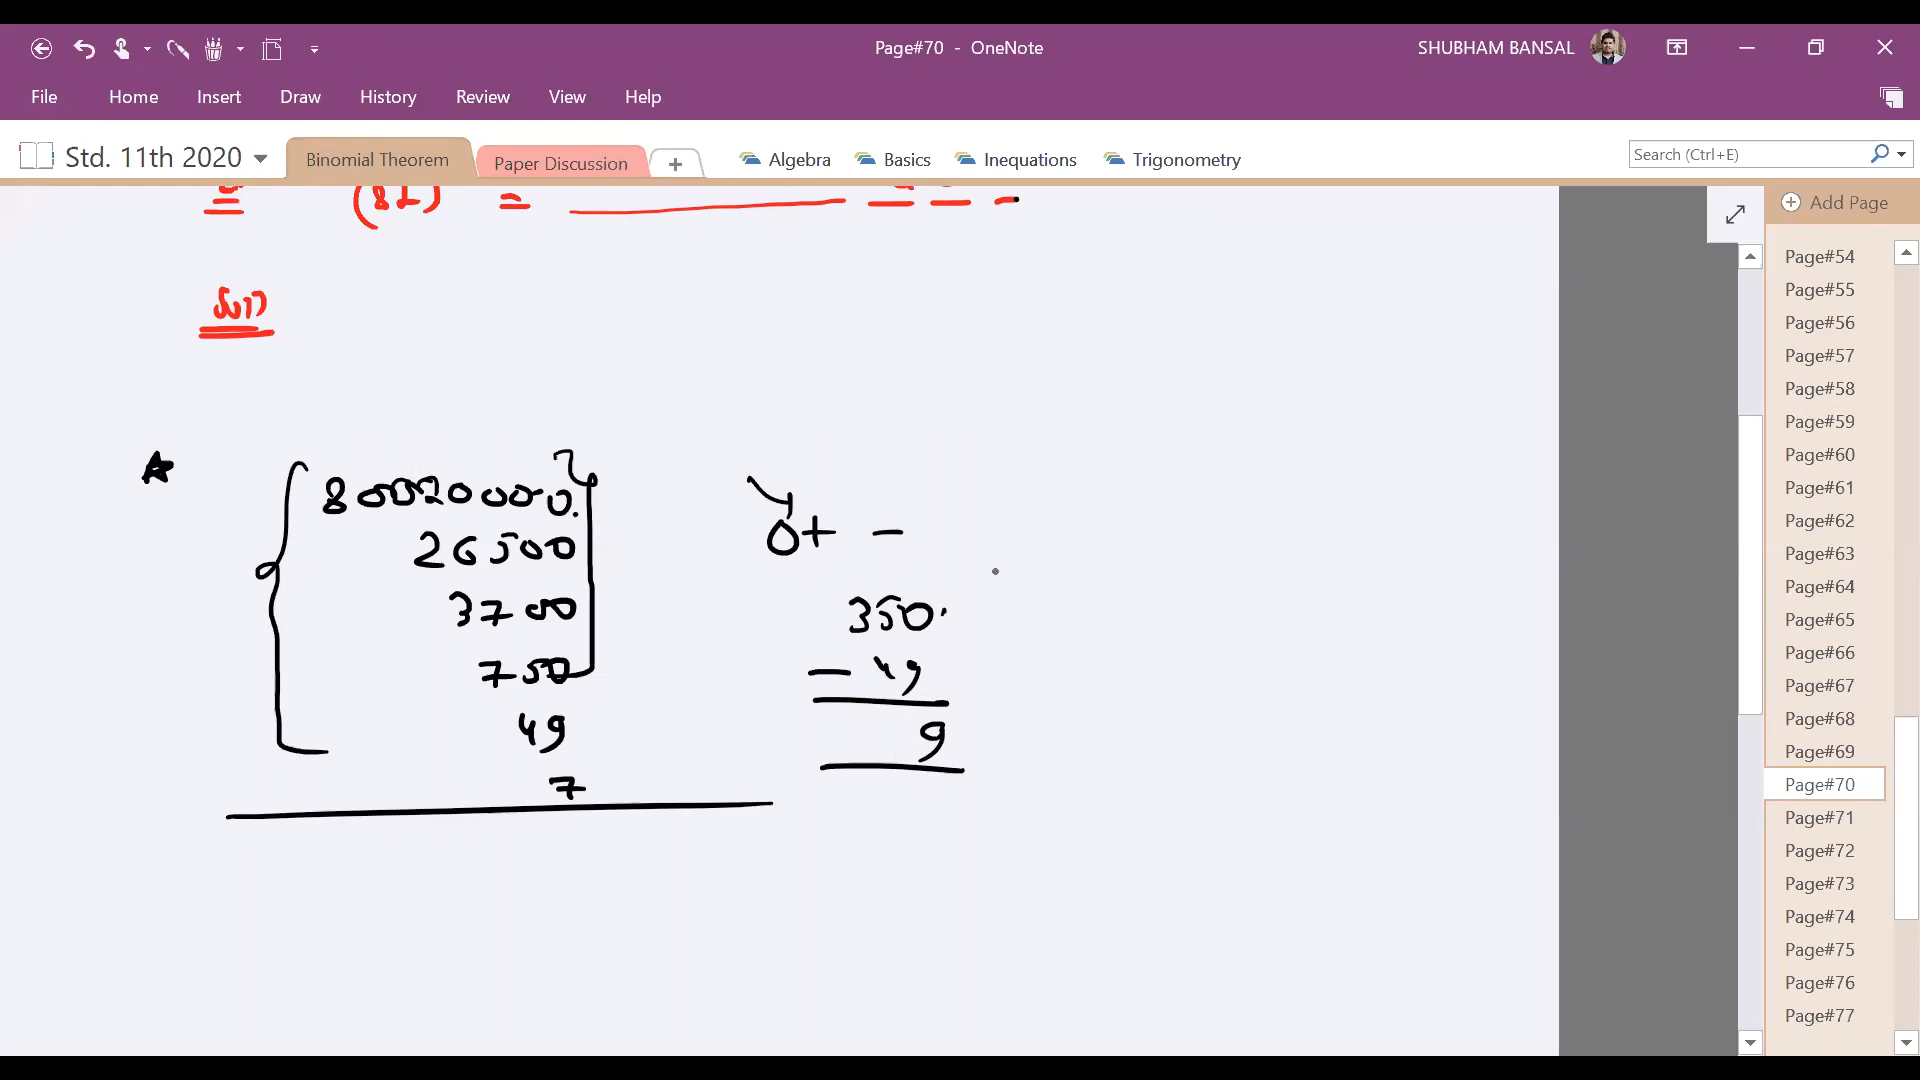 Page#70 - OneNote
SHUBHAM BANSAL
File Home Insert Draw History Review View Help
Std. 11th 2020
Binomial Theorem
Paper Discussion
+
Algebra
Basics
Inequations
Trigonometry
Search (Ctrl+E)
Add Page
= (81) = _ _ _ _
Soln
800200000.
26500
3700
750
49
7
0+ -
350.
- 49
9
Page#54
Page#55
Page#56
Page#57
Page#58
Page#59
Page#60
Page#61
Page#62
Page#63
Page#64
Page#65
Page#66
Page#67
Page#68
Page#69
Page#70
Page#71
Page#72
Page#73
Page#74
Page#75
Page#76
Page#77